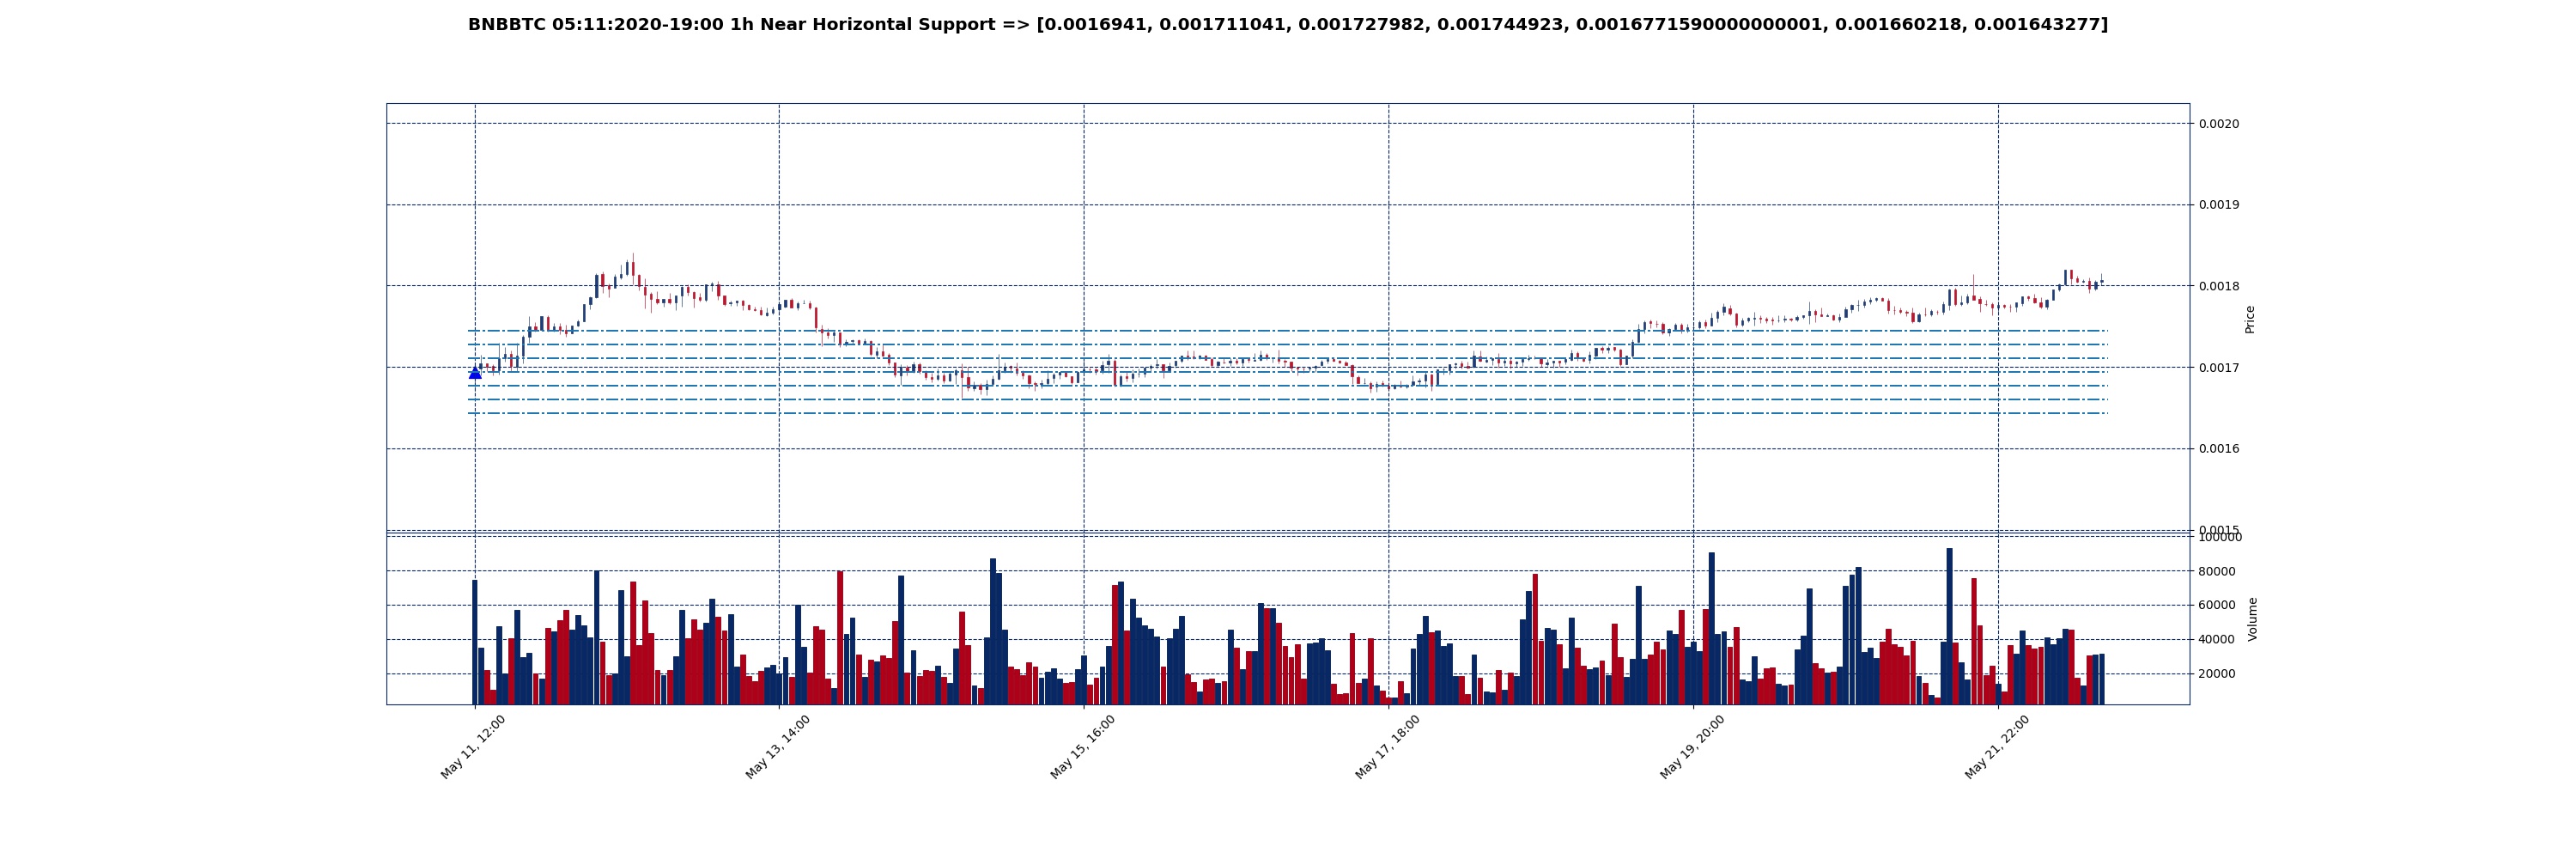 BNBBTC 05:11:2020-19:00 1h Near Horizontal Support => [0.0016941, 0.001711041, 0.001727982, 0.001744923, 0.0016771590000000001, 0.001660218, 0.001643277]
0.0020
0.0019
0.0018
0.0017
0.0016
0.0015
Price
100000
80000
60000
40000
20000
Volume
May 11, 12:00
May 13, 14:00
May 15, 16:00
May 17, 18:00
May 19, 20:00
May 21, 22:00